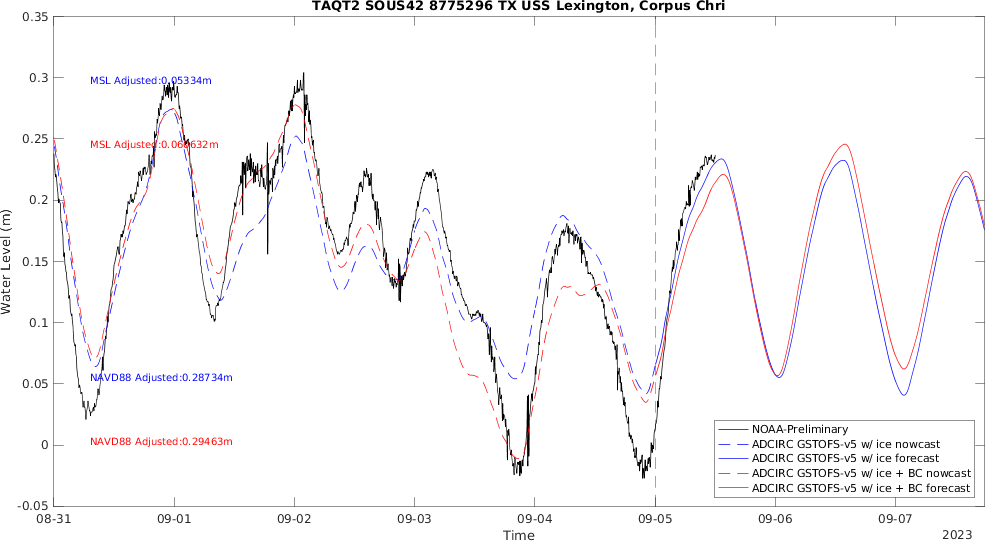 TAQT2 SOUS42 8775296 TX USS Lexington, Corpus Chri
0.35
0.3
0.25
0.2
0.15
0.1
0.05
0
-0.05
Water Level (m)
MSL Adjusted:0.05334m
MSL Adjusted:0.060632m
NAVD88 Adjusted:0.28734m
NAVD88 Adjusted:0.29463m
NOAA-Preliminary
ADCIRC GSTOFS-v5 w/ ice nowcast
ADCIRC GSTOFS-v5 w/ ice forecast
ADCIRC GSTOFS-v5 w/ ice + BC nowcast
ADCIRC GSTOFS-v5 w/ ice + BC forecast
08-31 09-01 09-02 09-03 09-04 09-05 09-06 09-07
Time
2023